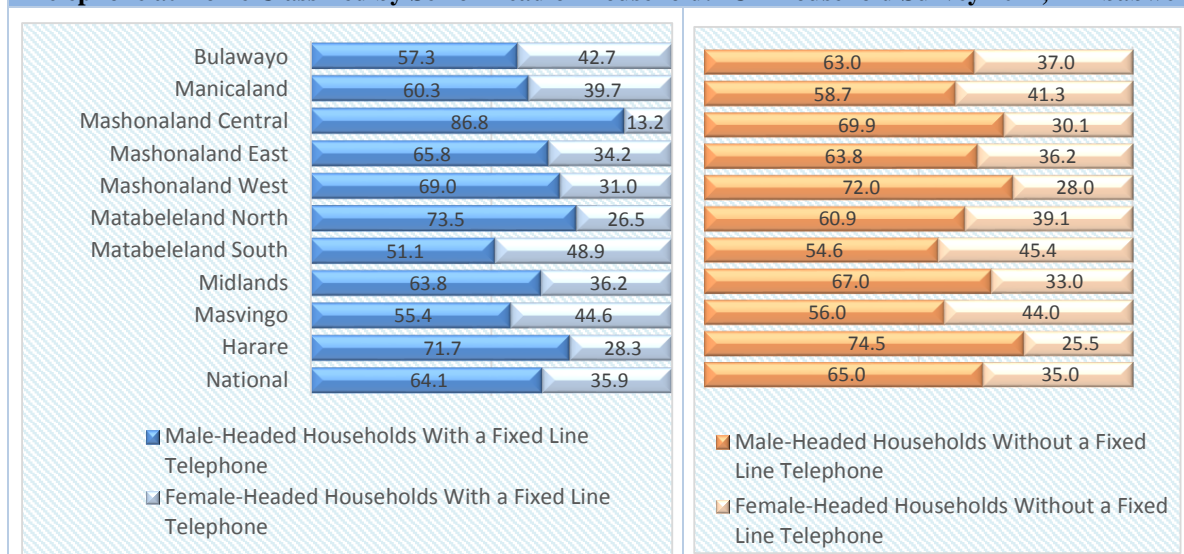 Bulawayo 57.3 42.7 63.0 37.0
Manicaland 60.3 39.7 58.7 41.3
Mashonaland Central 86.8 13.2 69.9 30.1
Mashonaland East 65.8 34.2 63.8 36.2
Mashonaland West 69.0 31.0 72.0 28.0
Matabeleland North 73.5 26.5 60.9 39.1
Matabeleland South 51.1 48.9 54.6 45.4
Midlands 63.8 36.2 67.0 33.0
Masvingo 55.4 44.6 56.0 44.0
Harare 71.7 28.3 74.5 25.5
National 64.1 35.9 65.0 35.0
Male-Headed Households With a Fixed Line
Telephone
Female-Headed Households With a Fixed Line
Telephone
Male-Headed Households Without a Fixed
Line Telephone
Female-Headed Households Without a Fixed
Line Telephone